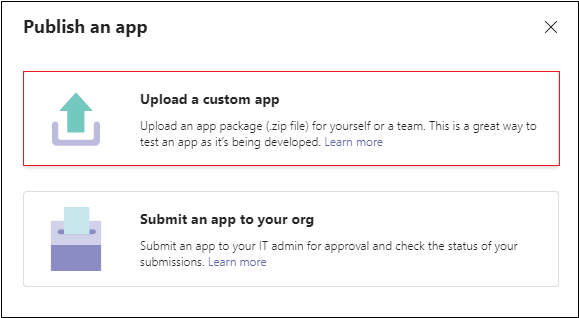 Publish an app
Upload a custom app
Upload an app package (.zip file) for yourself or a team. This is a great way to
test an app as it's being developed. Learn more
Submit an app to your org
Submit an app to your IT admin for approval and check the status of your
submissions. Learn more